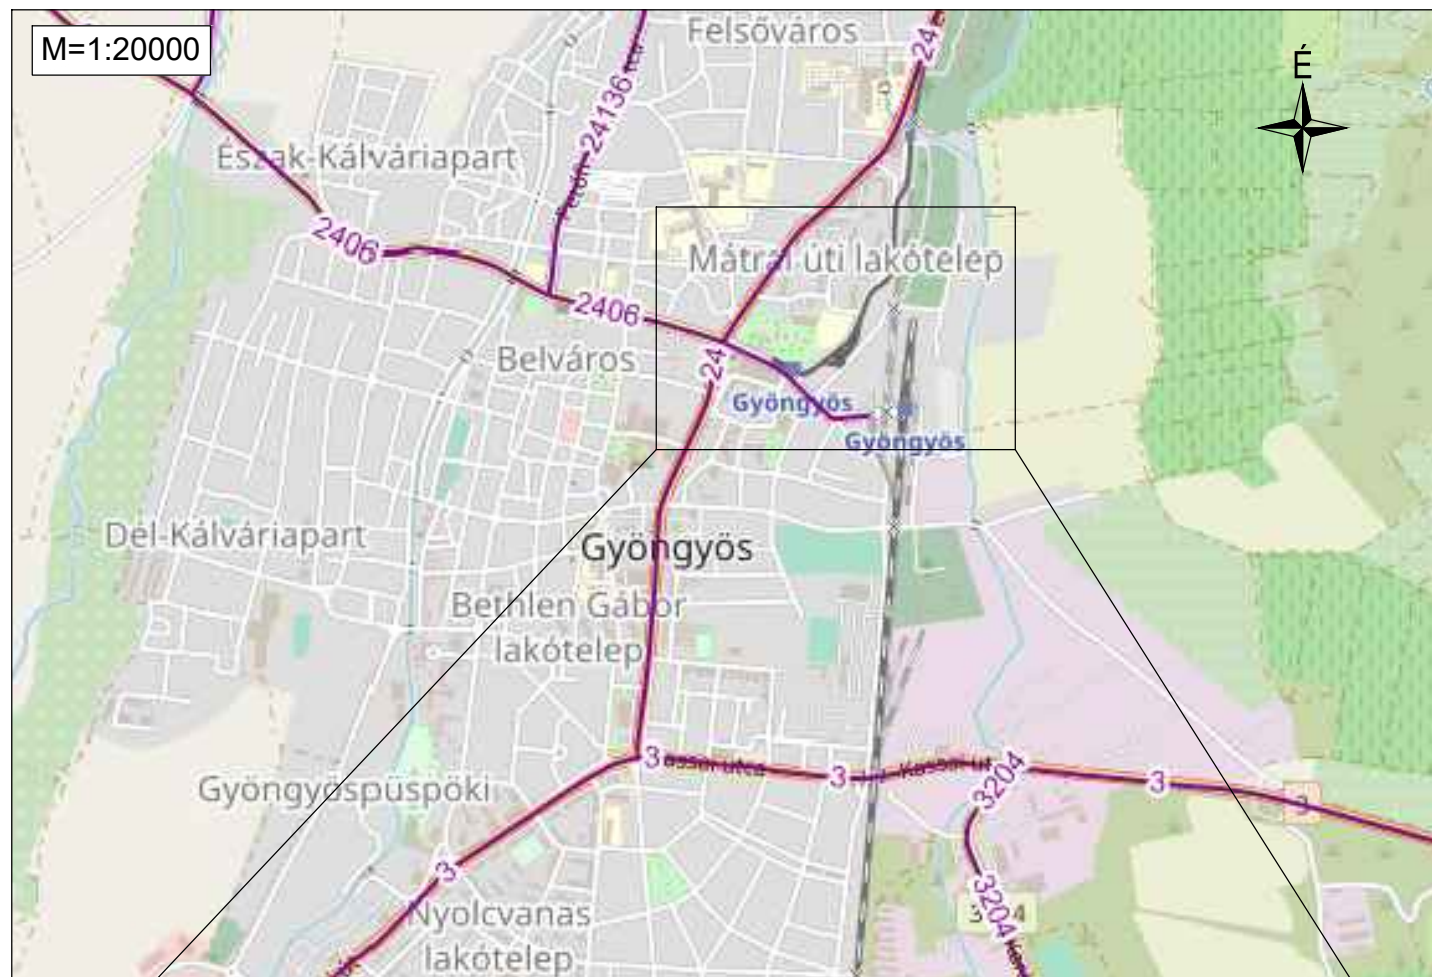 M=1:20000
Felsőváros
24
É
24136
Észak-Kálváriapart
2406
Mátrai úti lakótelep
2406
Belváros
24
Gyöngyös
Gyöngyös
Dél-Kálváriapart
Gyöngyös
Bethlen Gábor
lakótelep
3
3
3
3204
3
Gyöngyöspüspöki
3
3204
Nyolcvanas
lakótelep